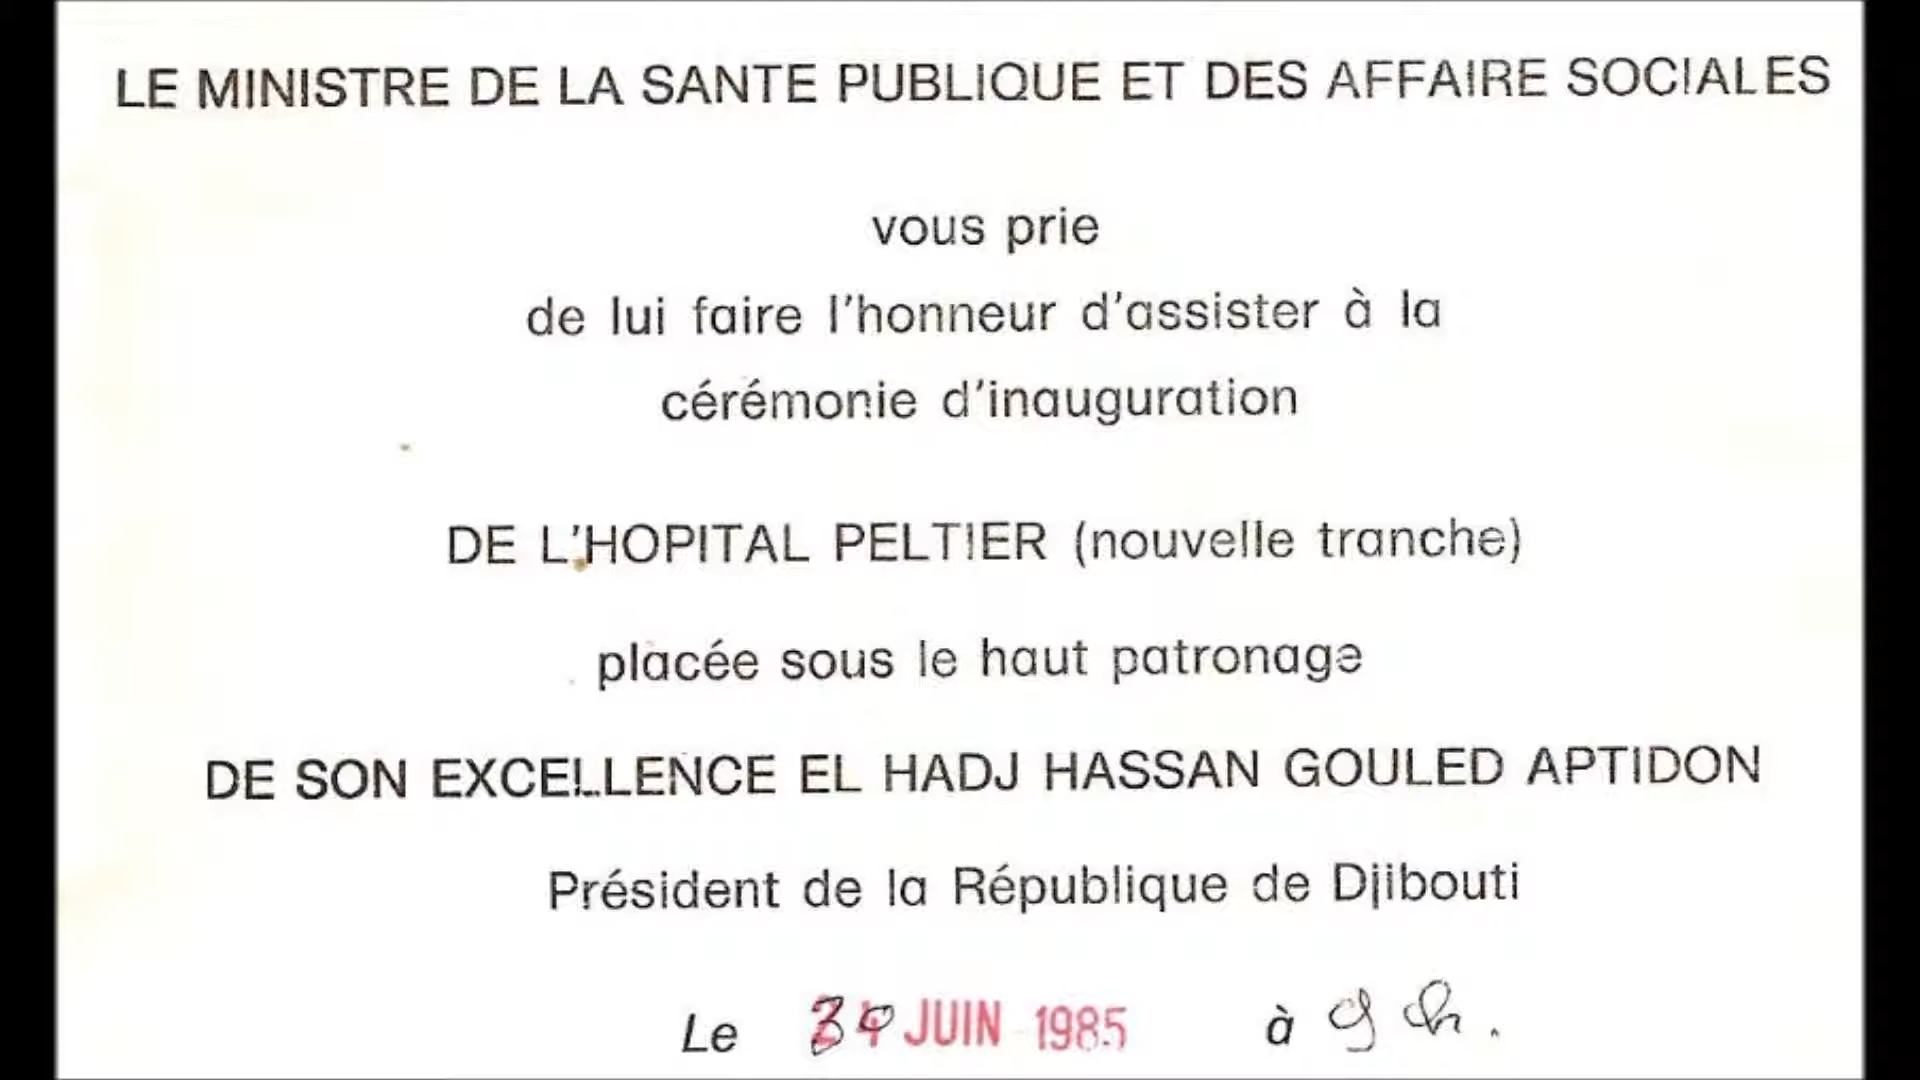 LE MINISTRE DE LA SANTE PUBLIQUE ET DES AFFAIRE SOCIALES
vous prie
de lui faire l'honneur d'assister à la
cérémonie d'inauguration
DE L'HOPITAL PELTIER (nouvelle tranche)
placée sous le haut patronage
DE SON EXCELLENCE EL HADJ HASSAN GOULED APTIDON
Président de la République de Djibouti
Le 30 JUIN 1985 à 9 h.